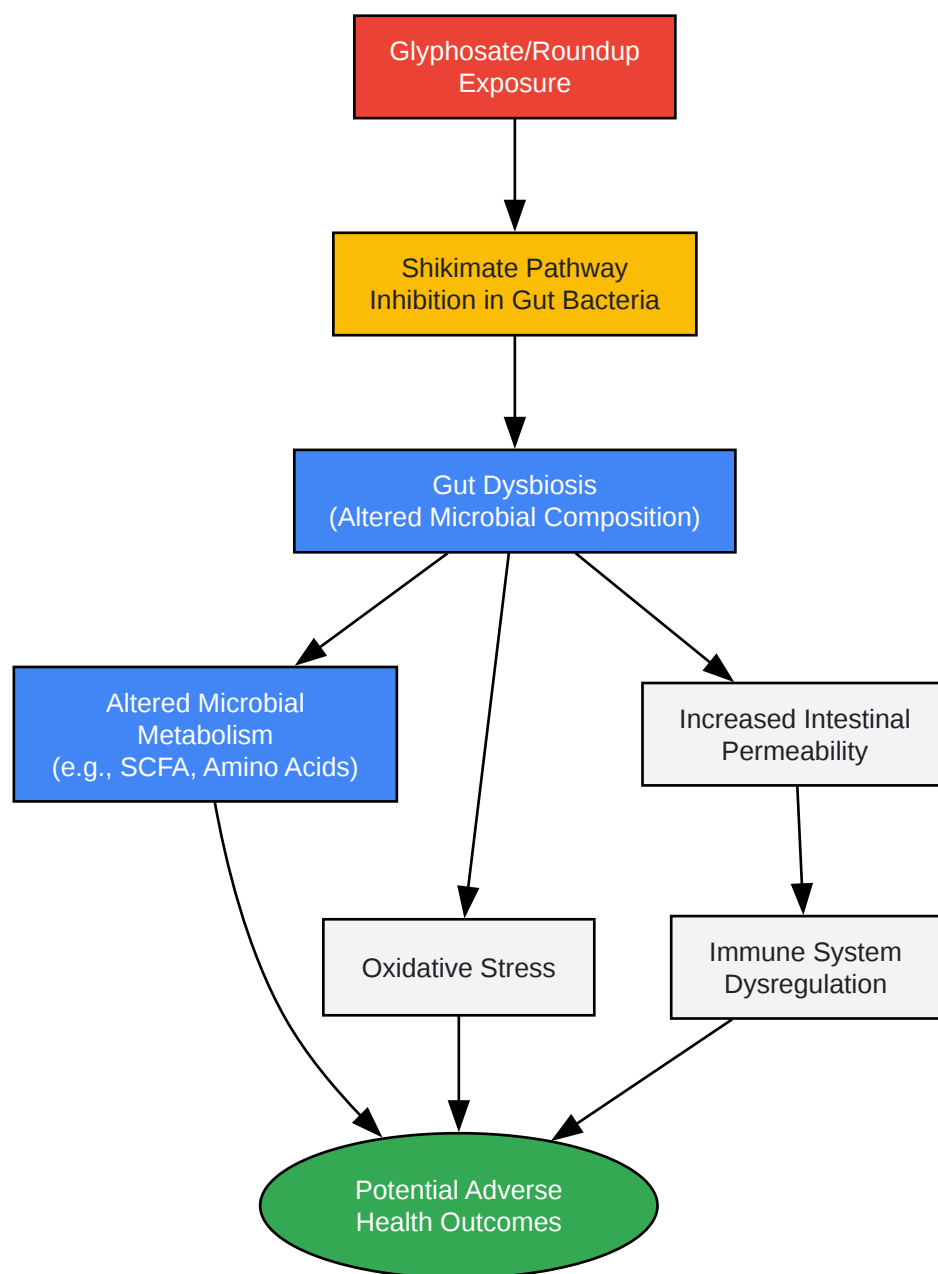 Glyphosate/Roundup
Exposure
Shikimate Pathway
Inhibition in Gut Bacteria
Gut Dysbiosis
(Altered Microbial Composition)
Altered Microbial
Metabolism
(e.g., SCFA, Amino Acids)
Increased Intestinal
Permeability
Oxidative Stress
Immune System
Dysregulation
Potential Adverse
Health Outcomes